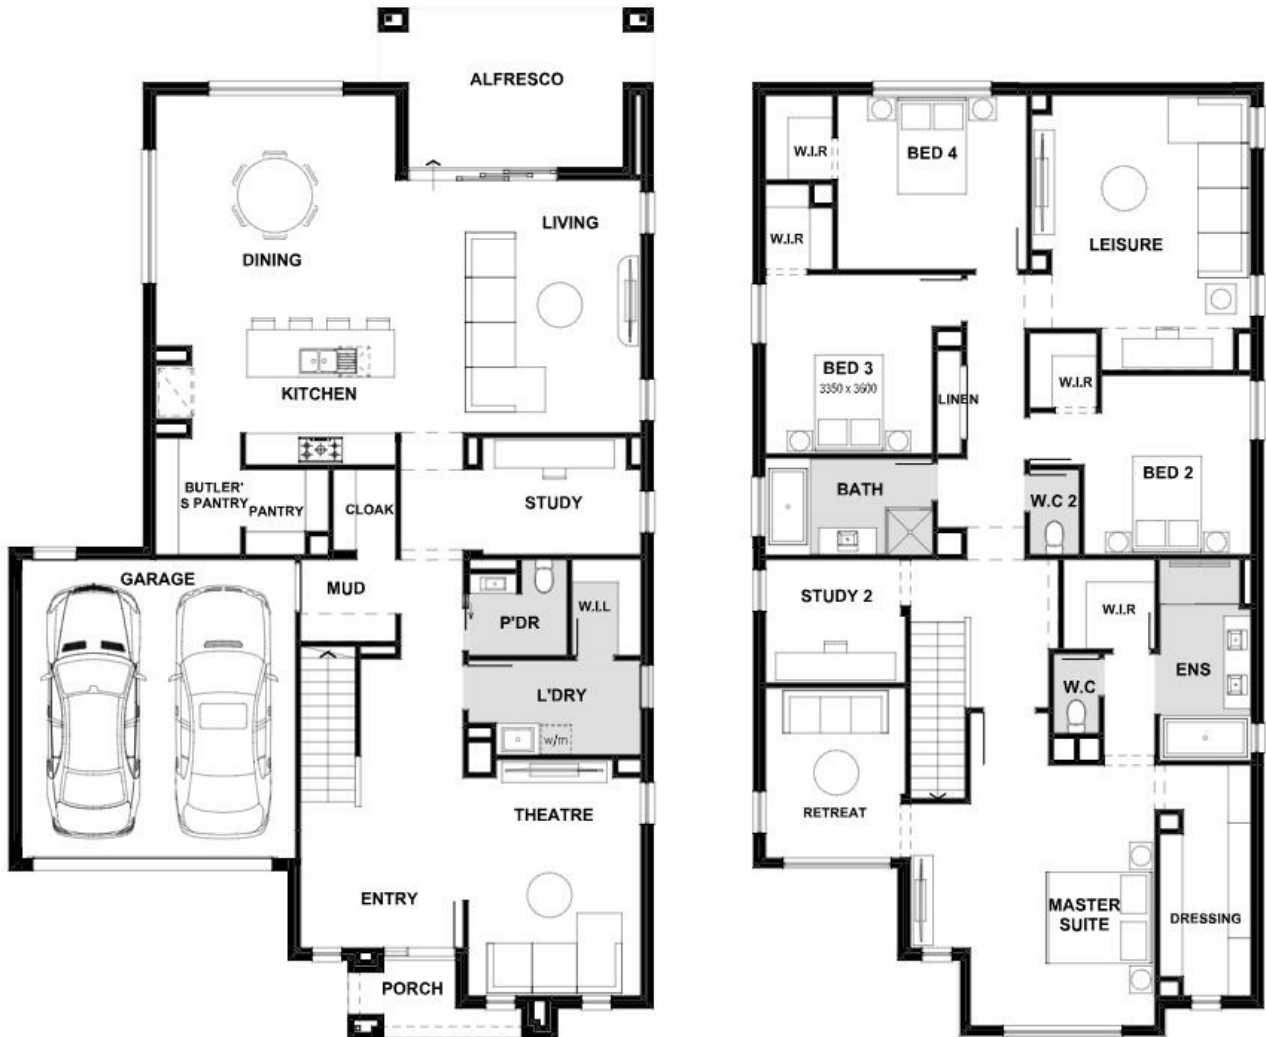 ALFRESCO
LIVING
DINING
KITCHEN
BUTLER'
S PANTRY
PANTRY
CLOAK
STUDY
GARAGE
MUD
P'DR
W.I.L
L'DRY
w/m
THEATRE
ENTRY
PORCH
W.I.R
BED 4
W.I.R
LEISURE
BED 3
3350 x 3600
LINEN
W.I.R
BATH
W.C 2
BED 2
STUDY 2
W.I.R
W.C
ENS
RETREAT
MASTER
SUITE
DRESSING